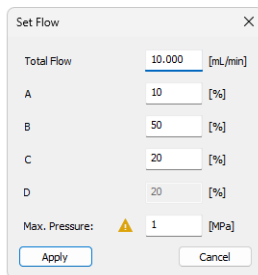 Set Flow
Total Flow 10.000 [mL/min]
A 10 [%]
B 50 [%]
C 20 [%]
D 20 [%]
Max. Pressure: 1 [MPa]
Apply Cancel